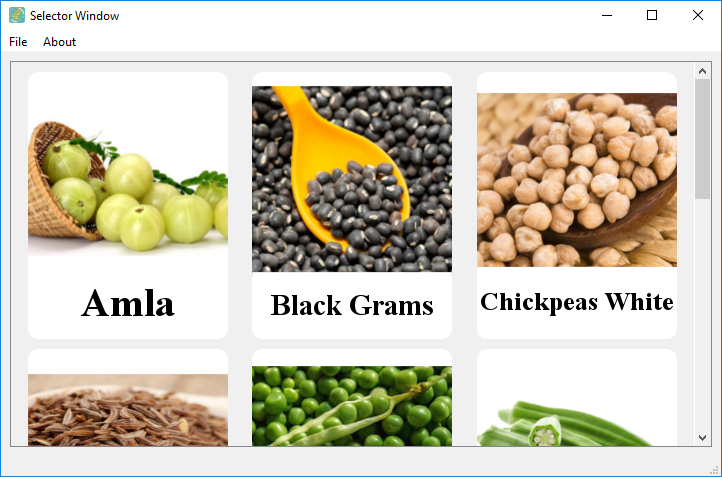 Selector Window
File About
Amla
Black Grams
Chickpeas White